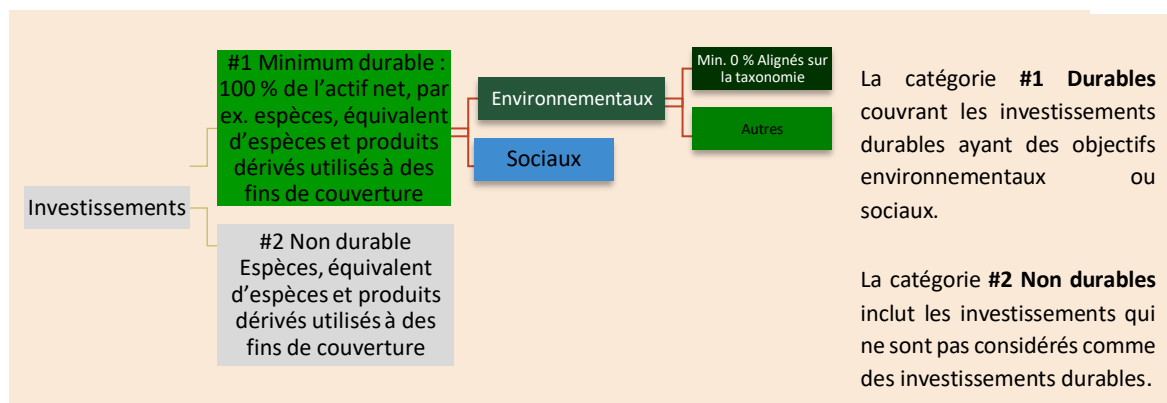 Investissements
#1 Minimum durable :
100 % de l'actif net, par
ex. espèces, équivalent
d'espèces et produits
dérivés utilisés à des
fins de couverture
#2 Non durable
Espèces, équivalent
d'espèces et produits
dérivés utilisés à des
fins de couverture
Environnementaux
Sociaux
Min. 0 % Alignés sur
la taxonomie
Autres
La catégorie #1 Durables
couvrant les investissements
durables ayant des objectifs
environnementaux ou
sociaux.
La catégorie #2 Non durables
inclut les investissements qui
ne sont pas considérés comme
des investissements durables.